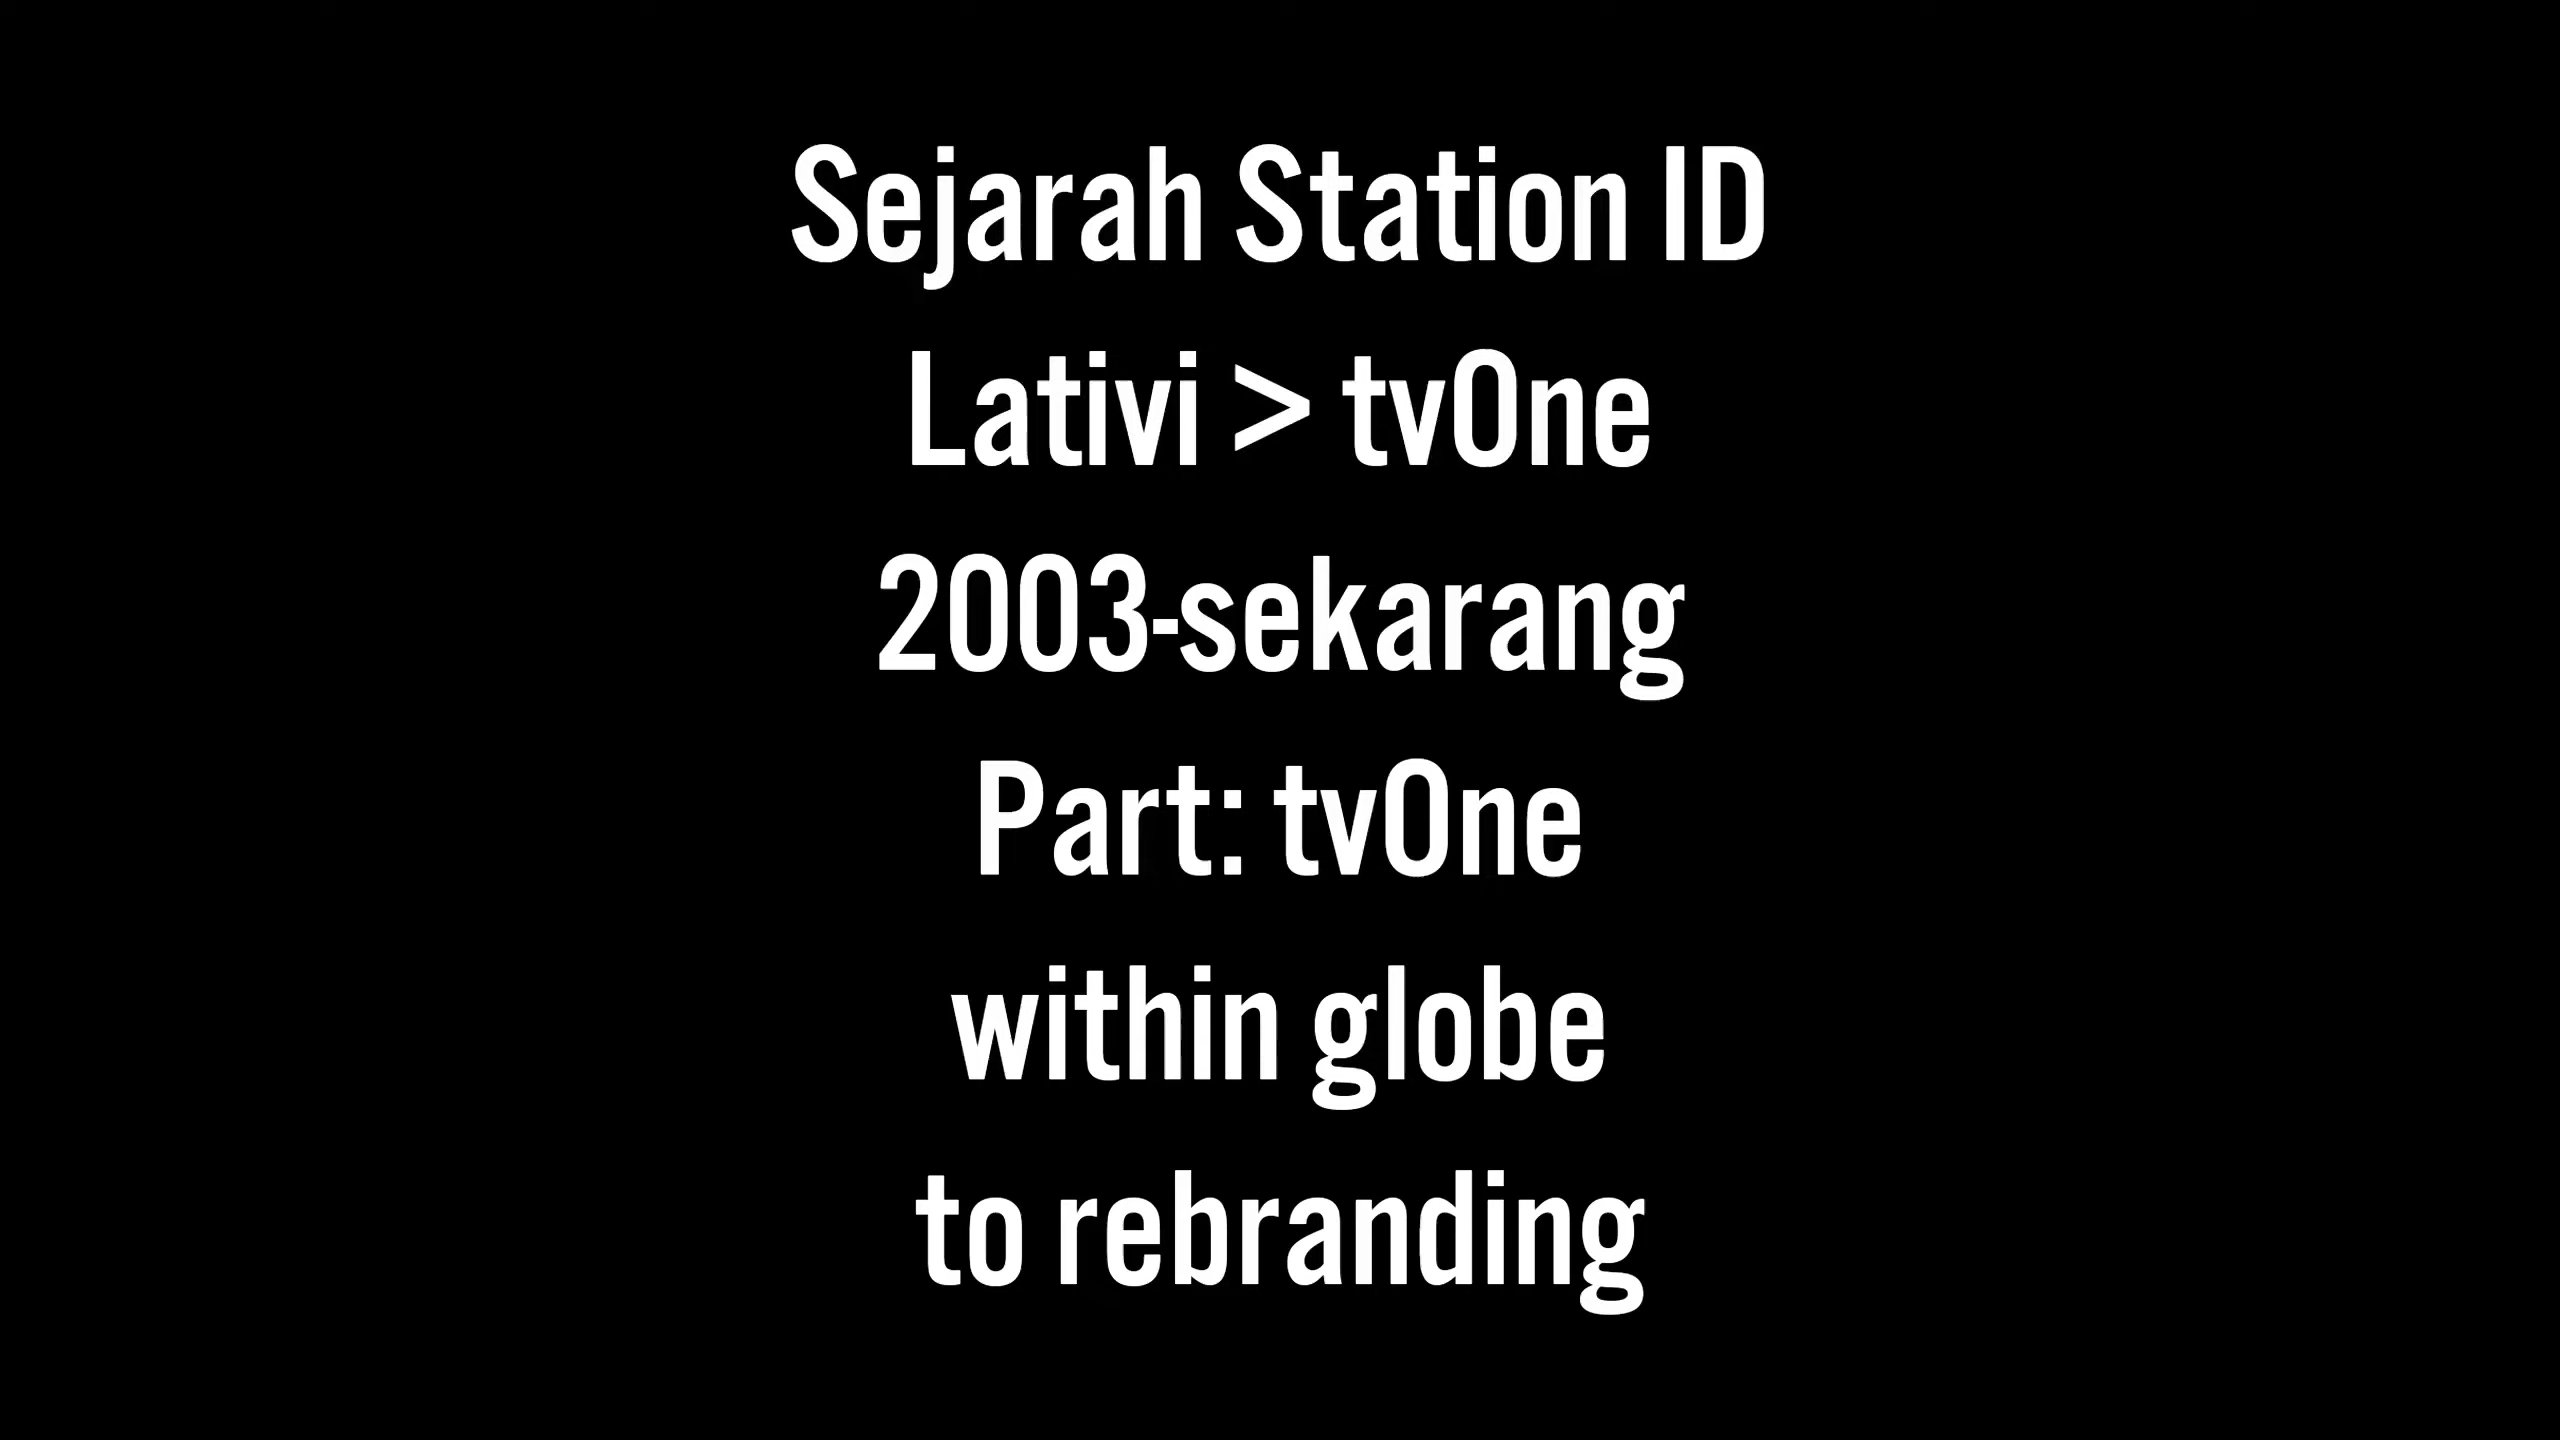 Sejarah Station ID
Lativi > tvOne
2003-sekarang
Part: tvOne
within globe
to rebranding